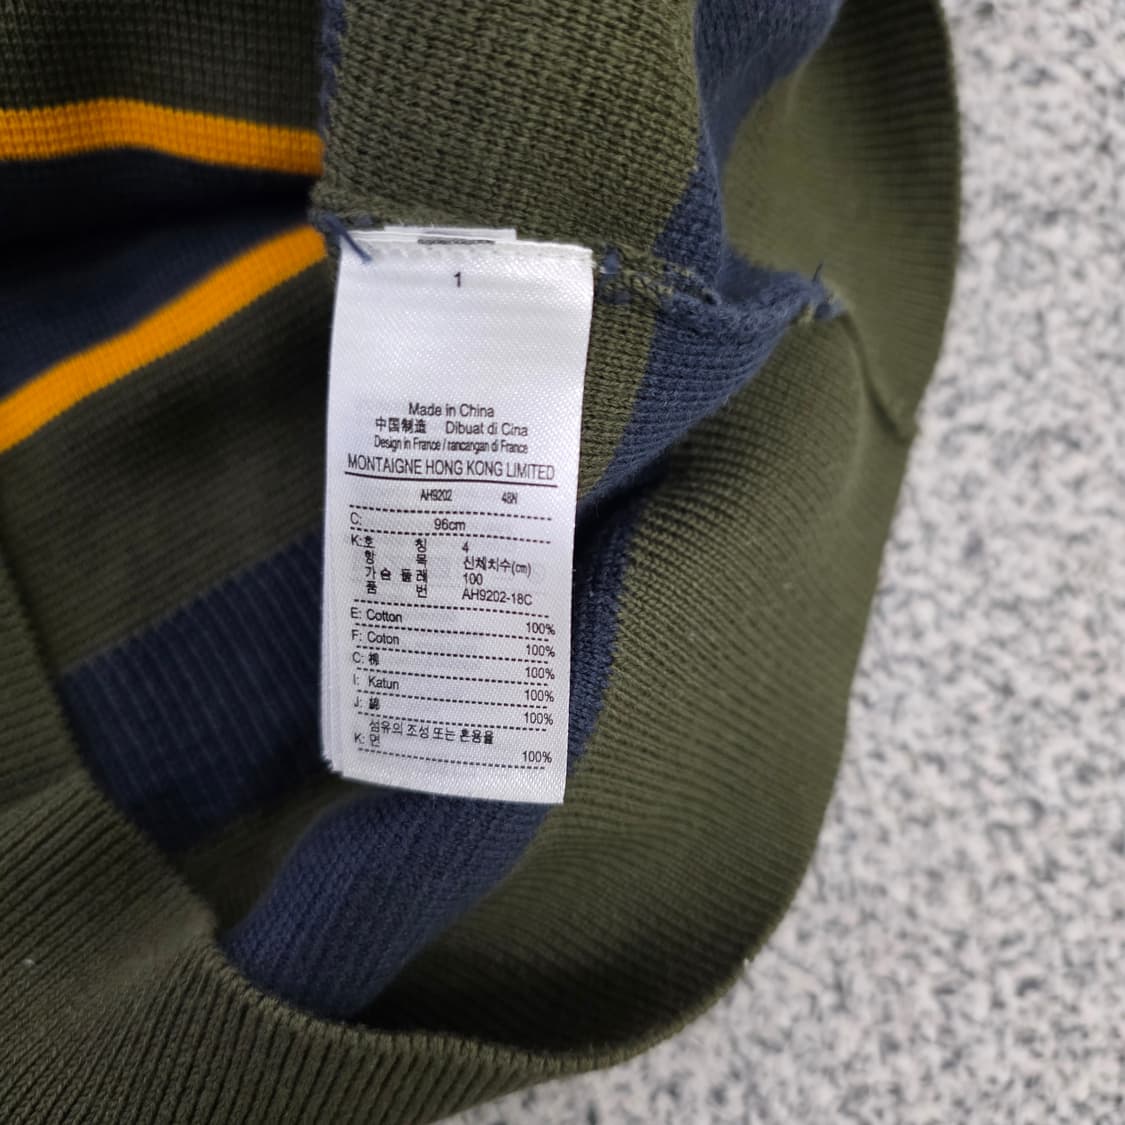 1
Made in China
中国制造 Dibuat di Cina
Design in France / rancangan di France
MONTAIGNE HONG KONG LIMITED
AH9202 48N
C: 96cm
K: 호 칭 4
항 목 신체치수(cm)
가슴 둘레 100
품 번 AH9202-18C
E: Cotton 100%
F: Coton 100%
C: 棉 100%
I: Katun 100%
J: 綿 100%
섬유의 조성 또는 혼용율
K: 면 100%